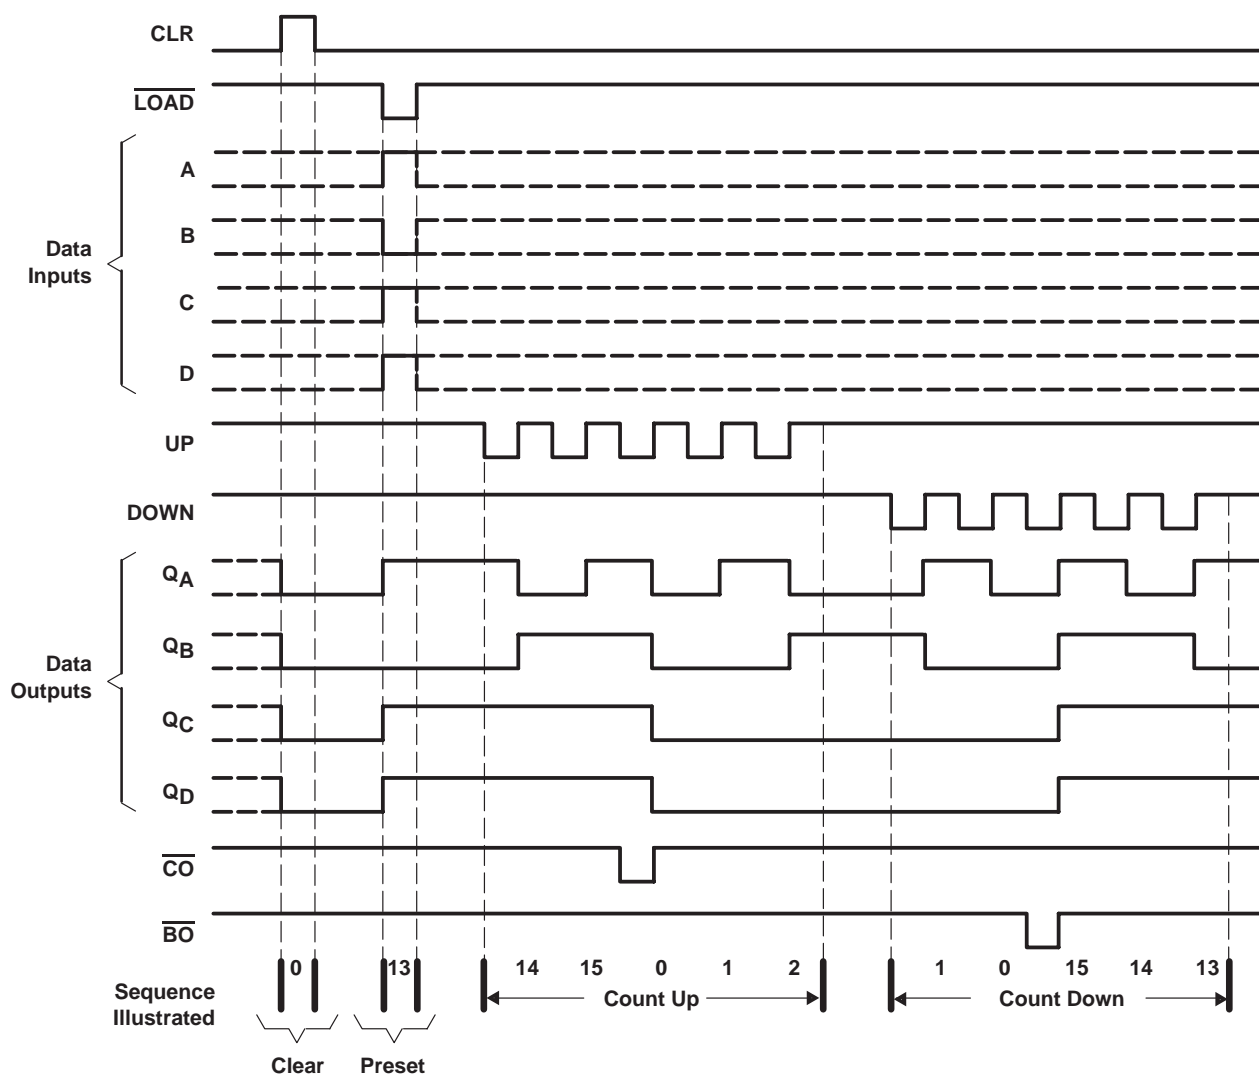 CLR
LOAD
A
B
Data
Inputs
C
D
UP
DOWN
QA
QB
Data
Outputs
QC
QD
CO
BO
0 13 14 15 0 1 2 1 0 15 14 13
Sequence
Illustrated
Count Up Count Down
Clear Preset